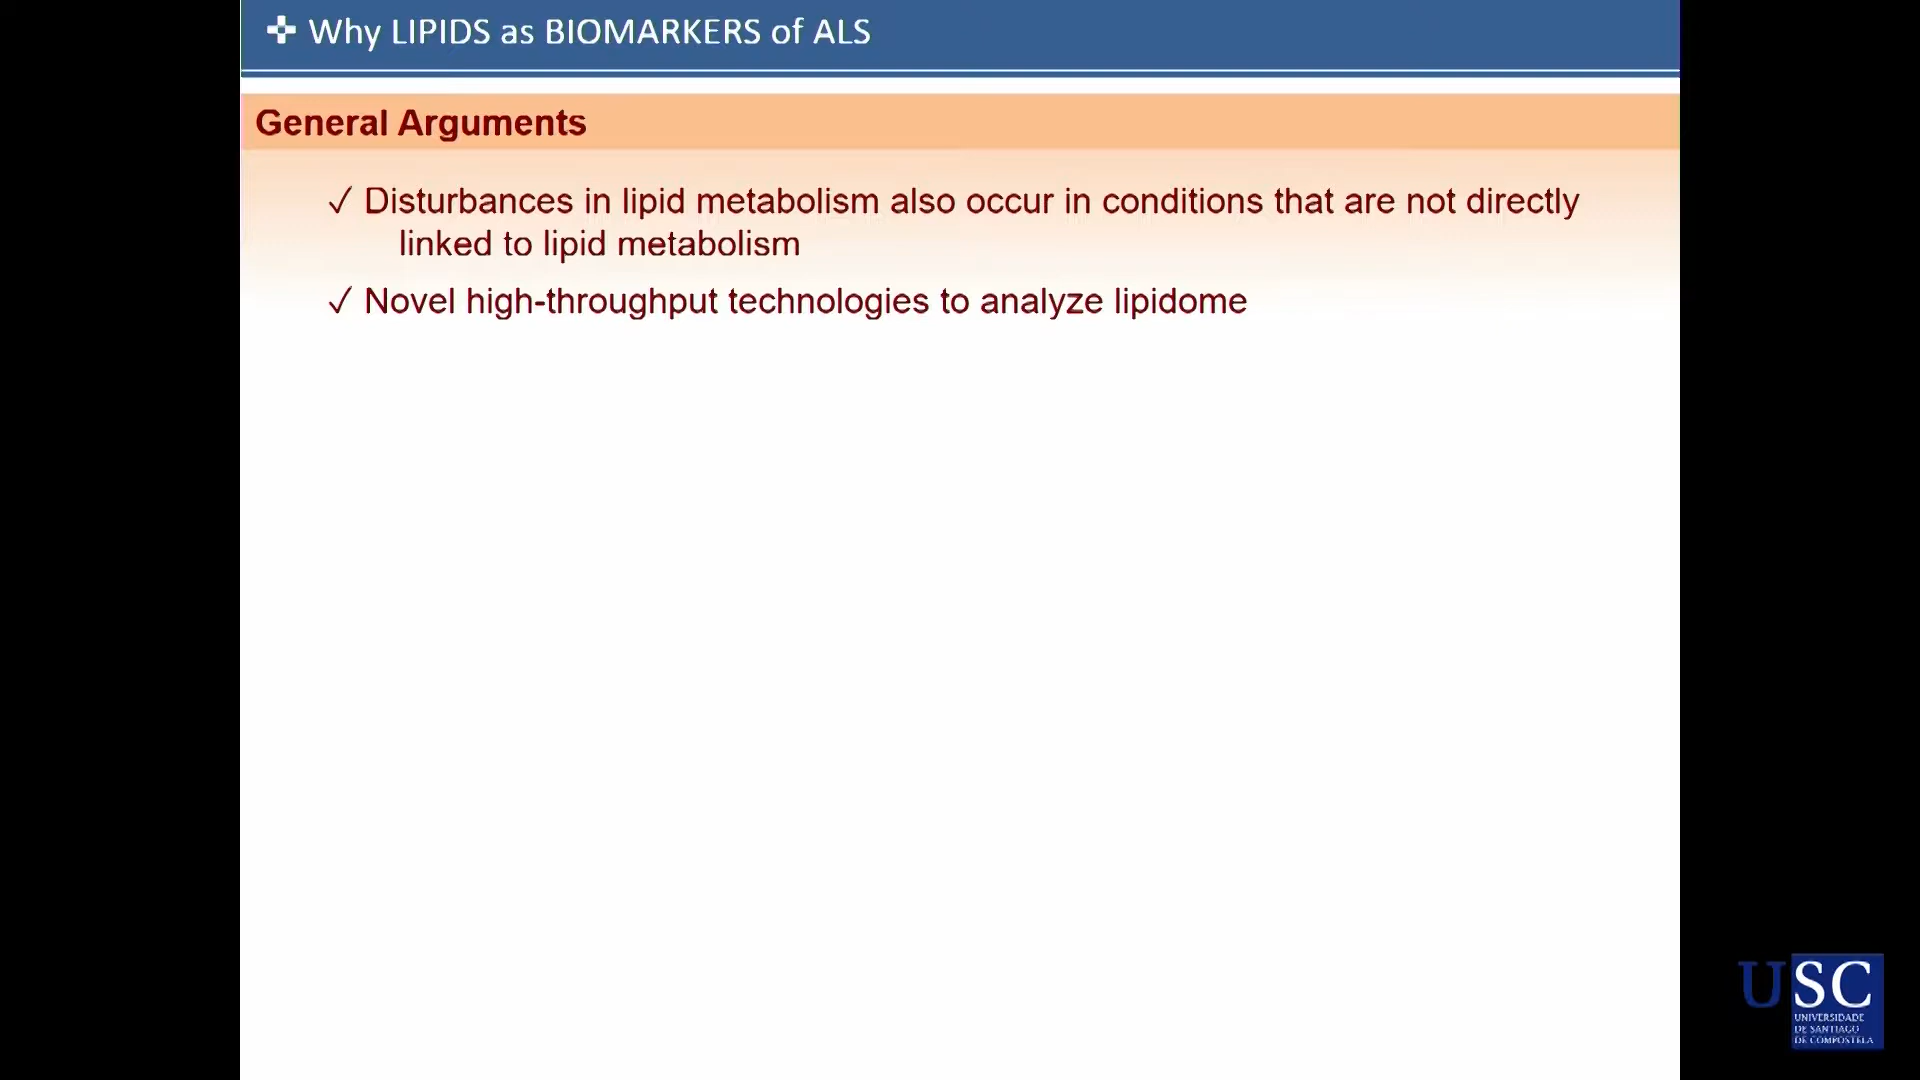 ✤ Why LIPIDS as BIOMARKERS of ALS
General Arguments
✓ Disturbances in lipid metabolism also occur in conditions that are not directly
linked to lipid metabolism
✓ Novel high-throughput technologies to analyze lipidome
USC
UNIVERSIDADE
DE SANTIAGO
DE COMPOSTELA